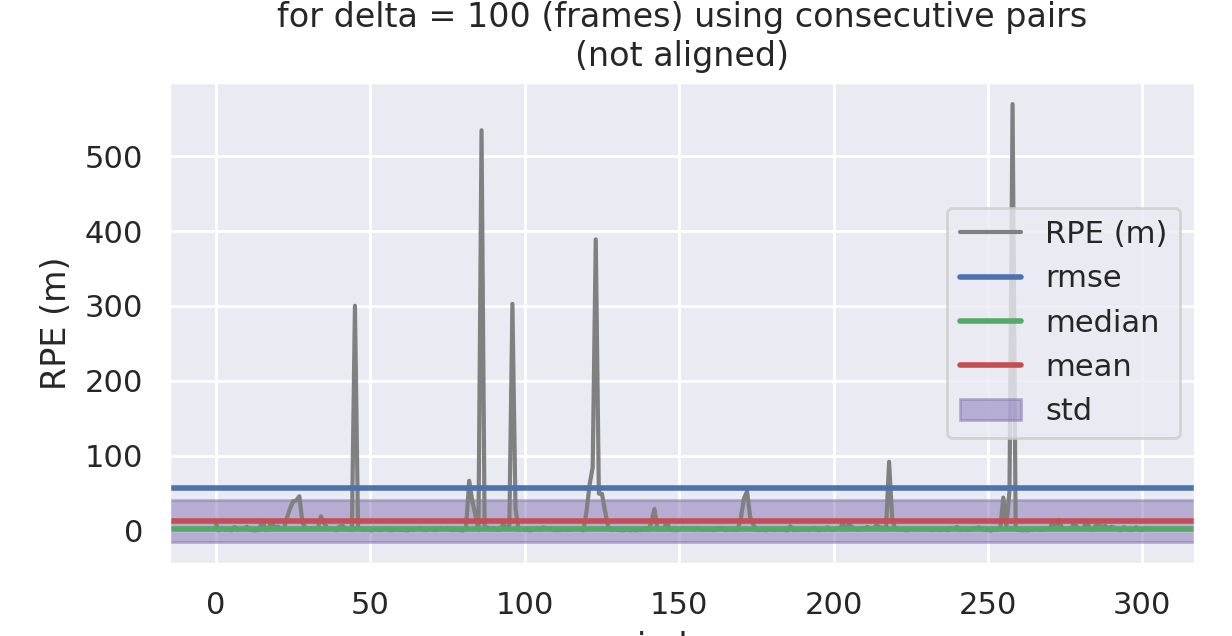 for delta = 100 (frames) using consecutive pairs
(not aligned)
RPE (m)
500
400
300
200
100
0
RPE (m)
rmse
median
mean
std
0 50 100 150 200 250 300